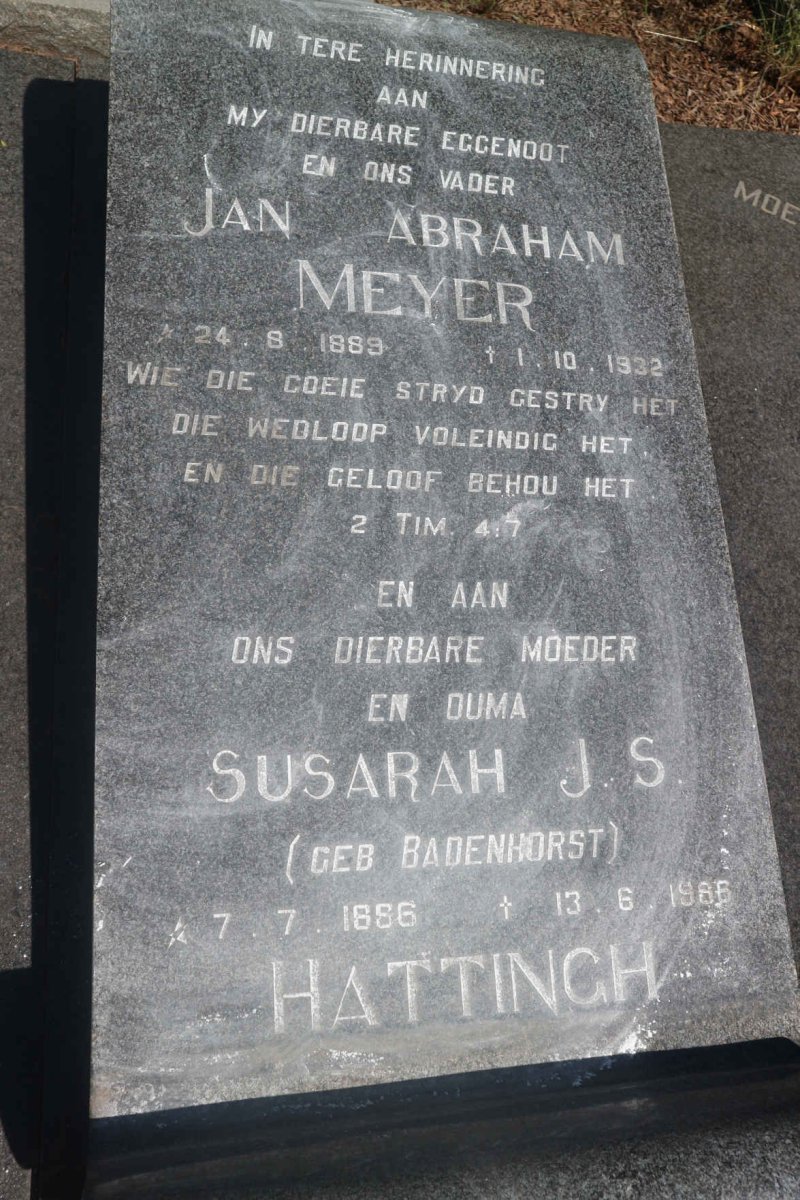 IN TERE HERINNERING
AAN
MY DIERBARE EGGENOOT
EN ONS VADER
JAN ABRAHAM
MEYER
* 24. 8. 1889 † 1. 10. 1932
WIE DIE GOEIE STRYD GESTRY HET
DIE WEDLOOP VOLEINDIG HET,
EN DIE GELOOF BEHOU HET.
2 TIM. 4:7
EN AAN
ONS DIERBARE MOEDER
EN OUMA
SUSARAH J. S.
(GEB BADENHORST)
* 7. 7. 1886 † 13. 6. 1986
HATTINGH